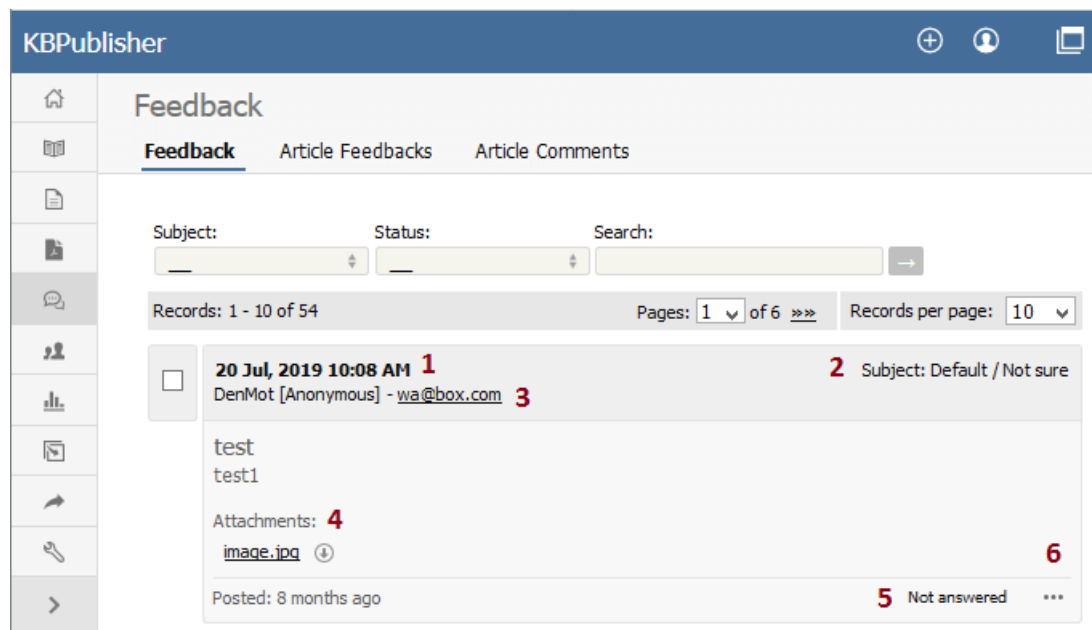 KBPublisher
Feedback
Feedback Article Feedbacks Article Comments
Subject: Status: Search:
__ __ →
Records: 1 - 10 of 54 Pages: 1 of 6 »» Records per page: 10
20 Jul, 2019 10:08 AM 1 2 Subject: Default / Not sure
DenMot [Anonymous] - wa@box.com 3
test
test1
Attachments: 4
image.jpg
6
Posted: 8 months ago 5 Not answered ...